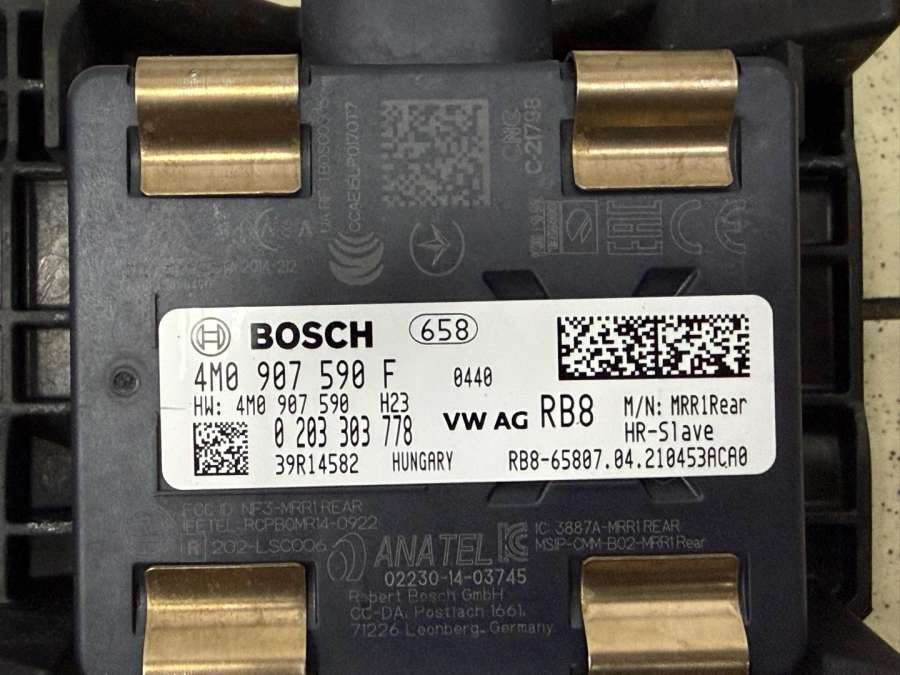 CNC
C-21798
2014-212
BOSCH 658
4M0 907 590 F 0440
HW: 4M0 907 590 H23
0 203 303 778
VW AG RB8
M/N: MRR1Rear
HR-Slave
39R14582 HUNGARY RB8-65807.04.210453ACA0
FCC ID: NF3-MRR1REAR
IFETEL: RCPBOMR14-0922
R 202-LSC006
ANATEL
02230-14-03745
IC: 3887A-MRR1REAR
MSIP-CMM-B02-MRR1Rear
Robert Bosch GmbH
CC-DA, Postfach 1661,
71226 Leonberg, Germany